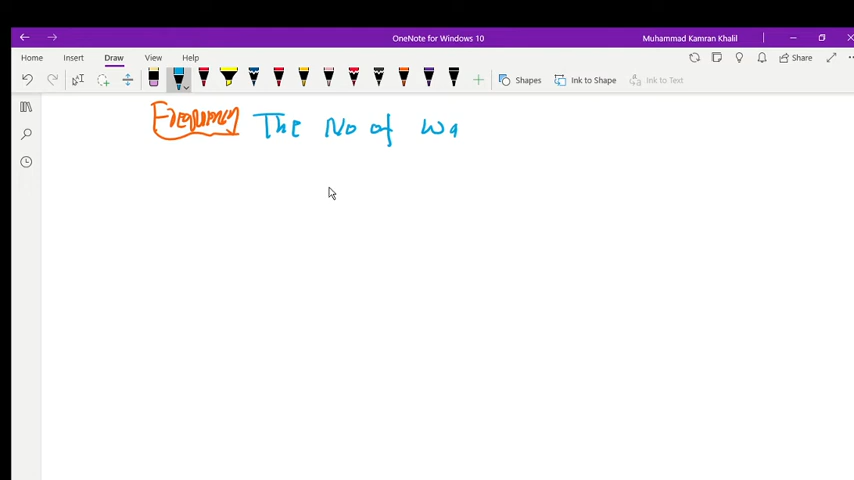 OneNote for Windows 10
Muhammad Kamran Khalil
Home Insert Draw View Help Share
Shapes Ink to Shape Ink to Text
Frequency The No of Wa